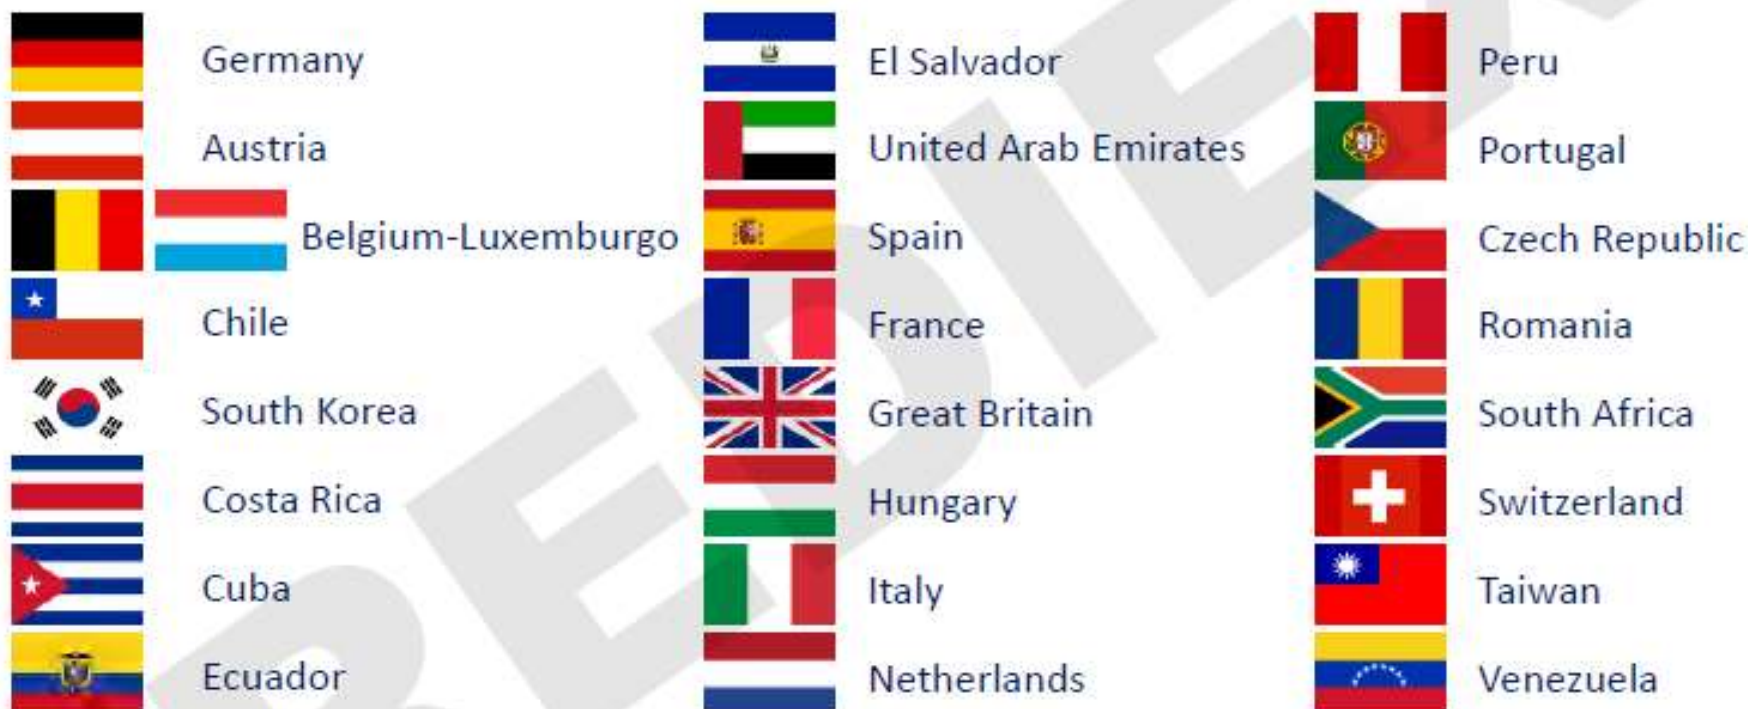 Germany
Austria
Belgium-Luxemburgo
Chile
South Korea
Costa Rica
Cuba
Ecuador
El Salvador
United Arab Emirates
Spain
France
Great Britain
Hungary
Italy
Netherlands
Peru
Portugal
Czech Republic
Romania
South Africa
Switzerland
Taiwan
Venezuela